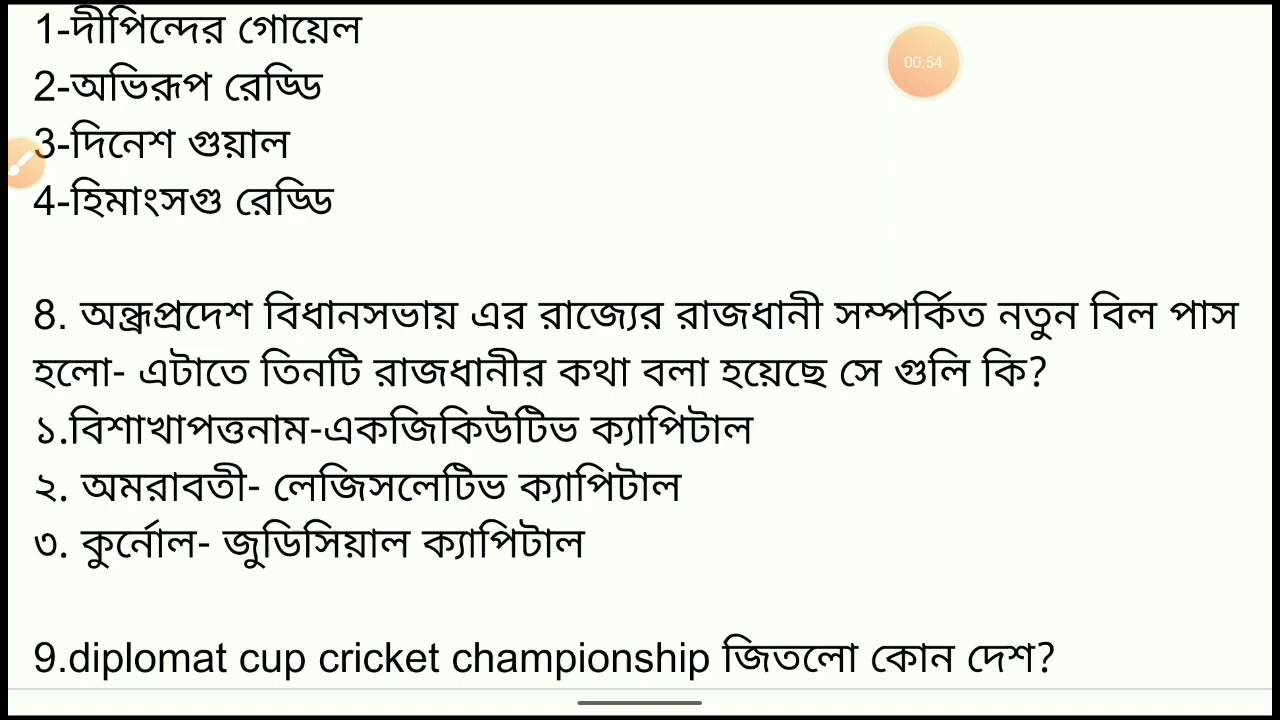 1-দীপিন্দের গোয়েল
00:54
2-অভিরূপ রেড্ডি
3-দিনেশ গুয়াল
4-হিমাংসগু রেড্ডি
8. অন্ধ্রপ্রদেশ বিধানসভায় এর রাজ্যের রাজধানী সম্পর্কিত নতুন বিল পাস
হলো- এটাতে তিনটি রাজধানীর কথা বলা হয়েছে সে গুলি কি?
১.বিশাখাপত্তনাম-একজিকিউটিভ ক্যাপিটাল
২. অমরাবতী- লেজিসলেটিভ ক্যাপিটাল
৩. কুর্নোল- জুডিসিয়াল ক্যাপিটাল
9.diplomat cup cricket championship জিতলো কোন দেশ?